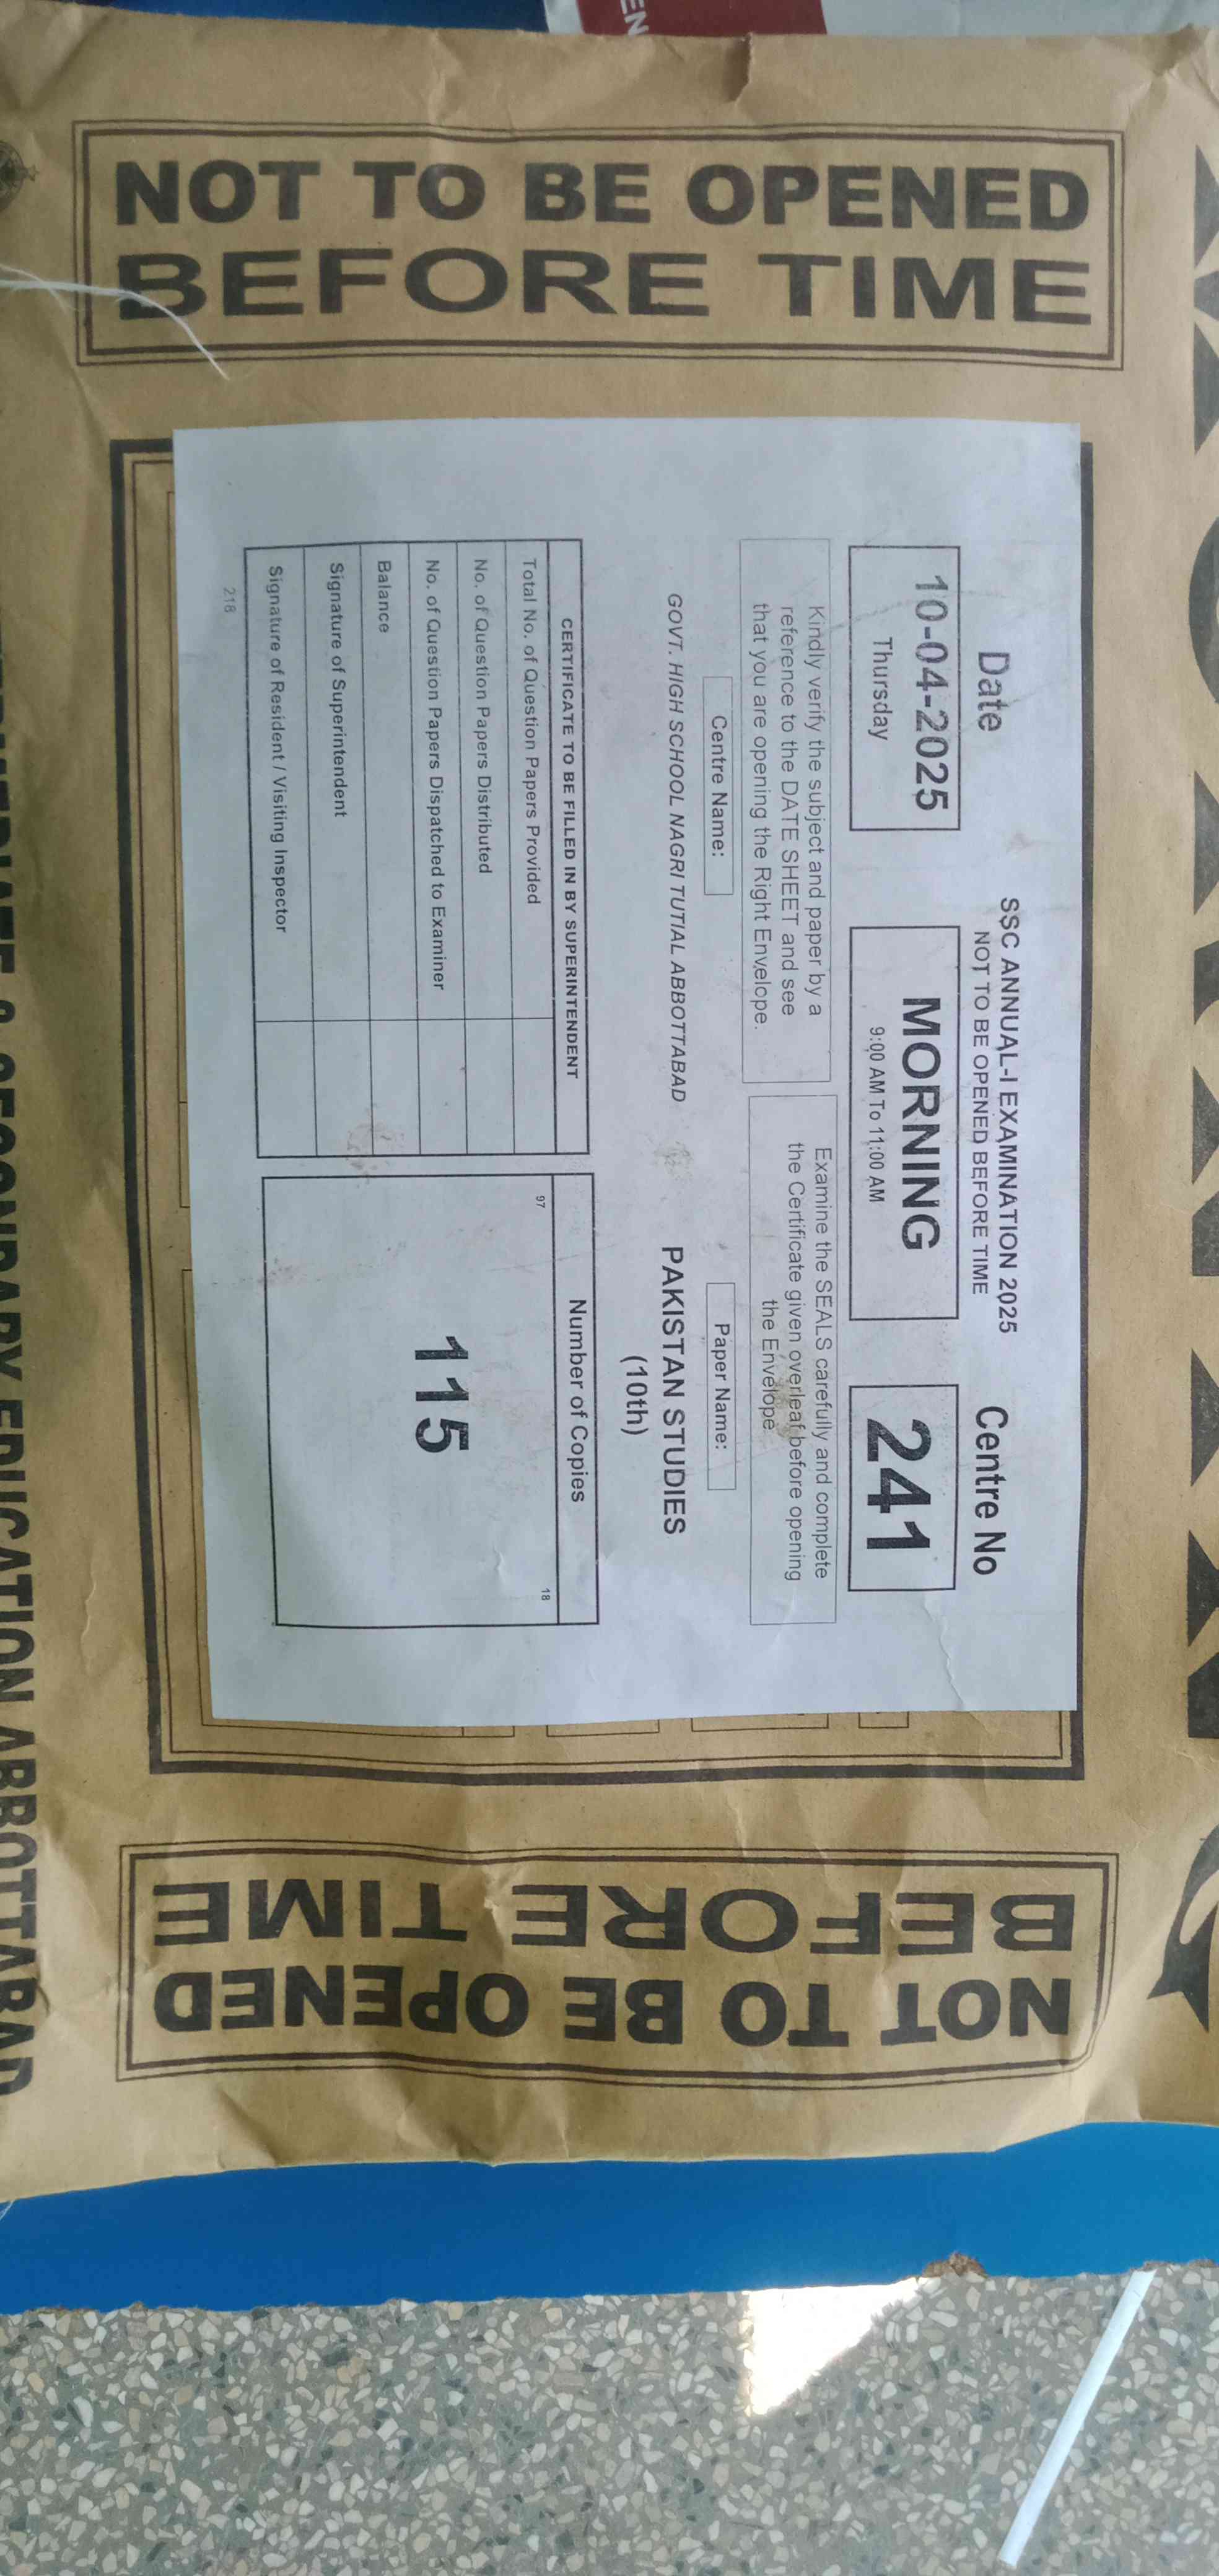 NOT TO BE OPENED
BEFORE TIME
SSC ANNUAL-I EXAMINATION 2025
NOT TO BE OPENED BEFORE TIME
Date
Centre No
10-04-2025
Thursday
MORNING
9:00 AM To 11:00 AM
241
Kindly verify the subject and paper by a
reference to the DATE SHEET and see
that you are opening the Right Envelope.
Examine the SEALS carefully and complete
the Certificate given overleaf before opening
the Envelope
Centre Name:
Paper Name:
GOVT. HIGH SCHOOL NAGRI TUTIAL ABBOTTABAD
PAKISTAN STUDIES
(10th)
CERTIFICATE TO BE FILLED IN BY SUPERINTENDENT
Total No. of Question Papers Provided
No. of Question Papers Distributed
No. of Question Papers Dispatched to Examiner
Balance
Signature of Superintendent
Signature of Resident / Visiting Inspector
Number of Copies
97
18
115
218
NOT TO BE OPENED
BEFORE TIME
SECONDARY EDUCATION ABBOTTABAD
EN